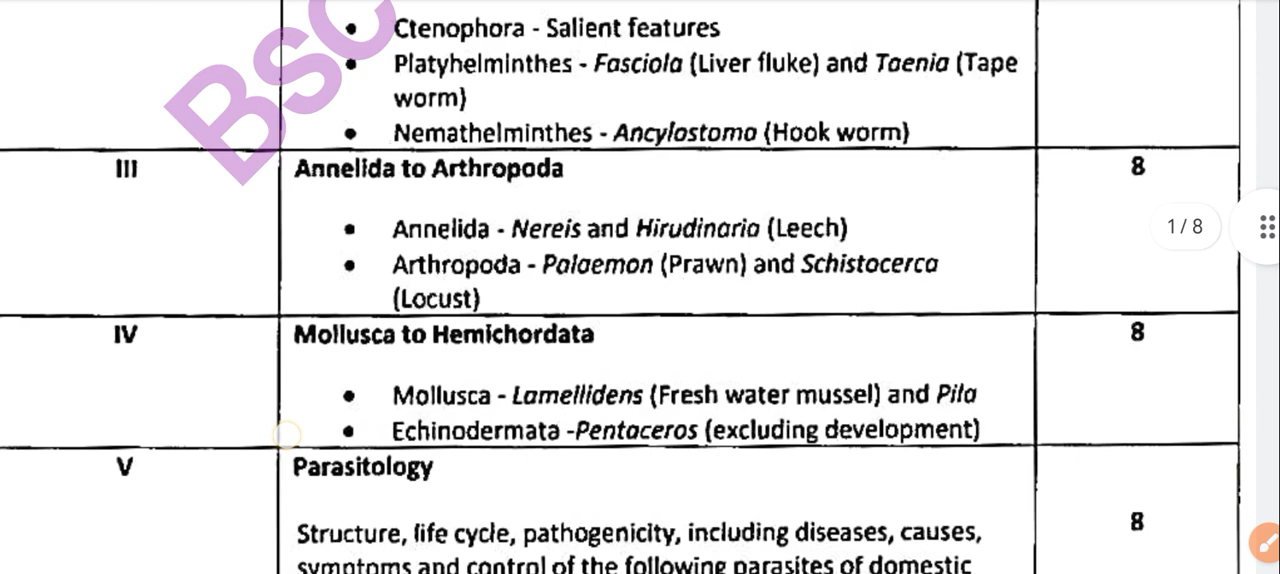 BSC
• Ctenophora - Salient features
• Platyhelminthes - Fasciola (Liver fluke) and Taenia (Tape
worm)
• Nemathelminthes - Ancylostoma (Hook worm)
III Annelida to Arthropoda 8
• Annelida - Nereis and Hirudinaria (Leech)
1 / 8
• Arthropoda - Palaemon (Prawn) and Schistocerca
(Locust)
IV Mollusca to Hemichordata 8
• Mollusca - Lamellidens (Fresh water mussel) and Pila
• Echinodermata -Pentaceros (excluding development)
V Parasitology
8
Structure, life cycle, pathogenicity, including diseases, causes,
symptoms and control of the following parasites of domestic